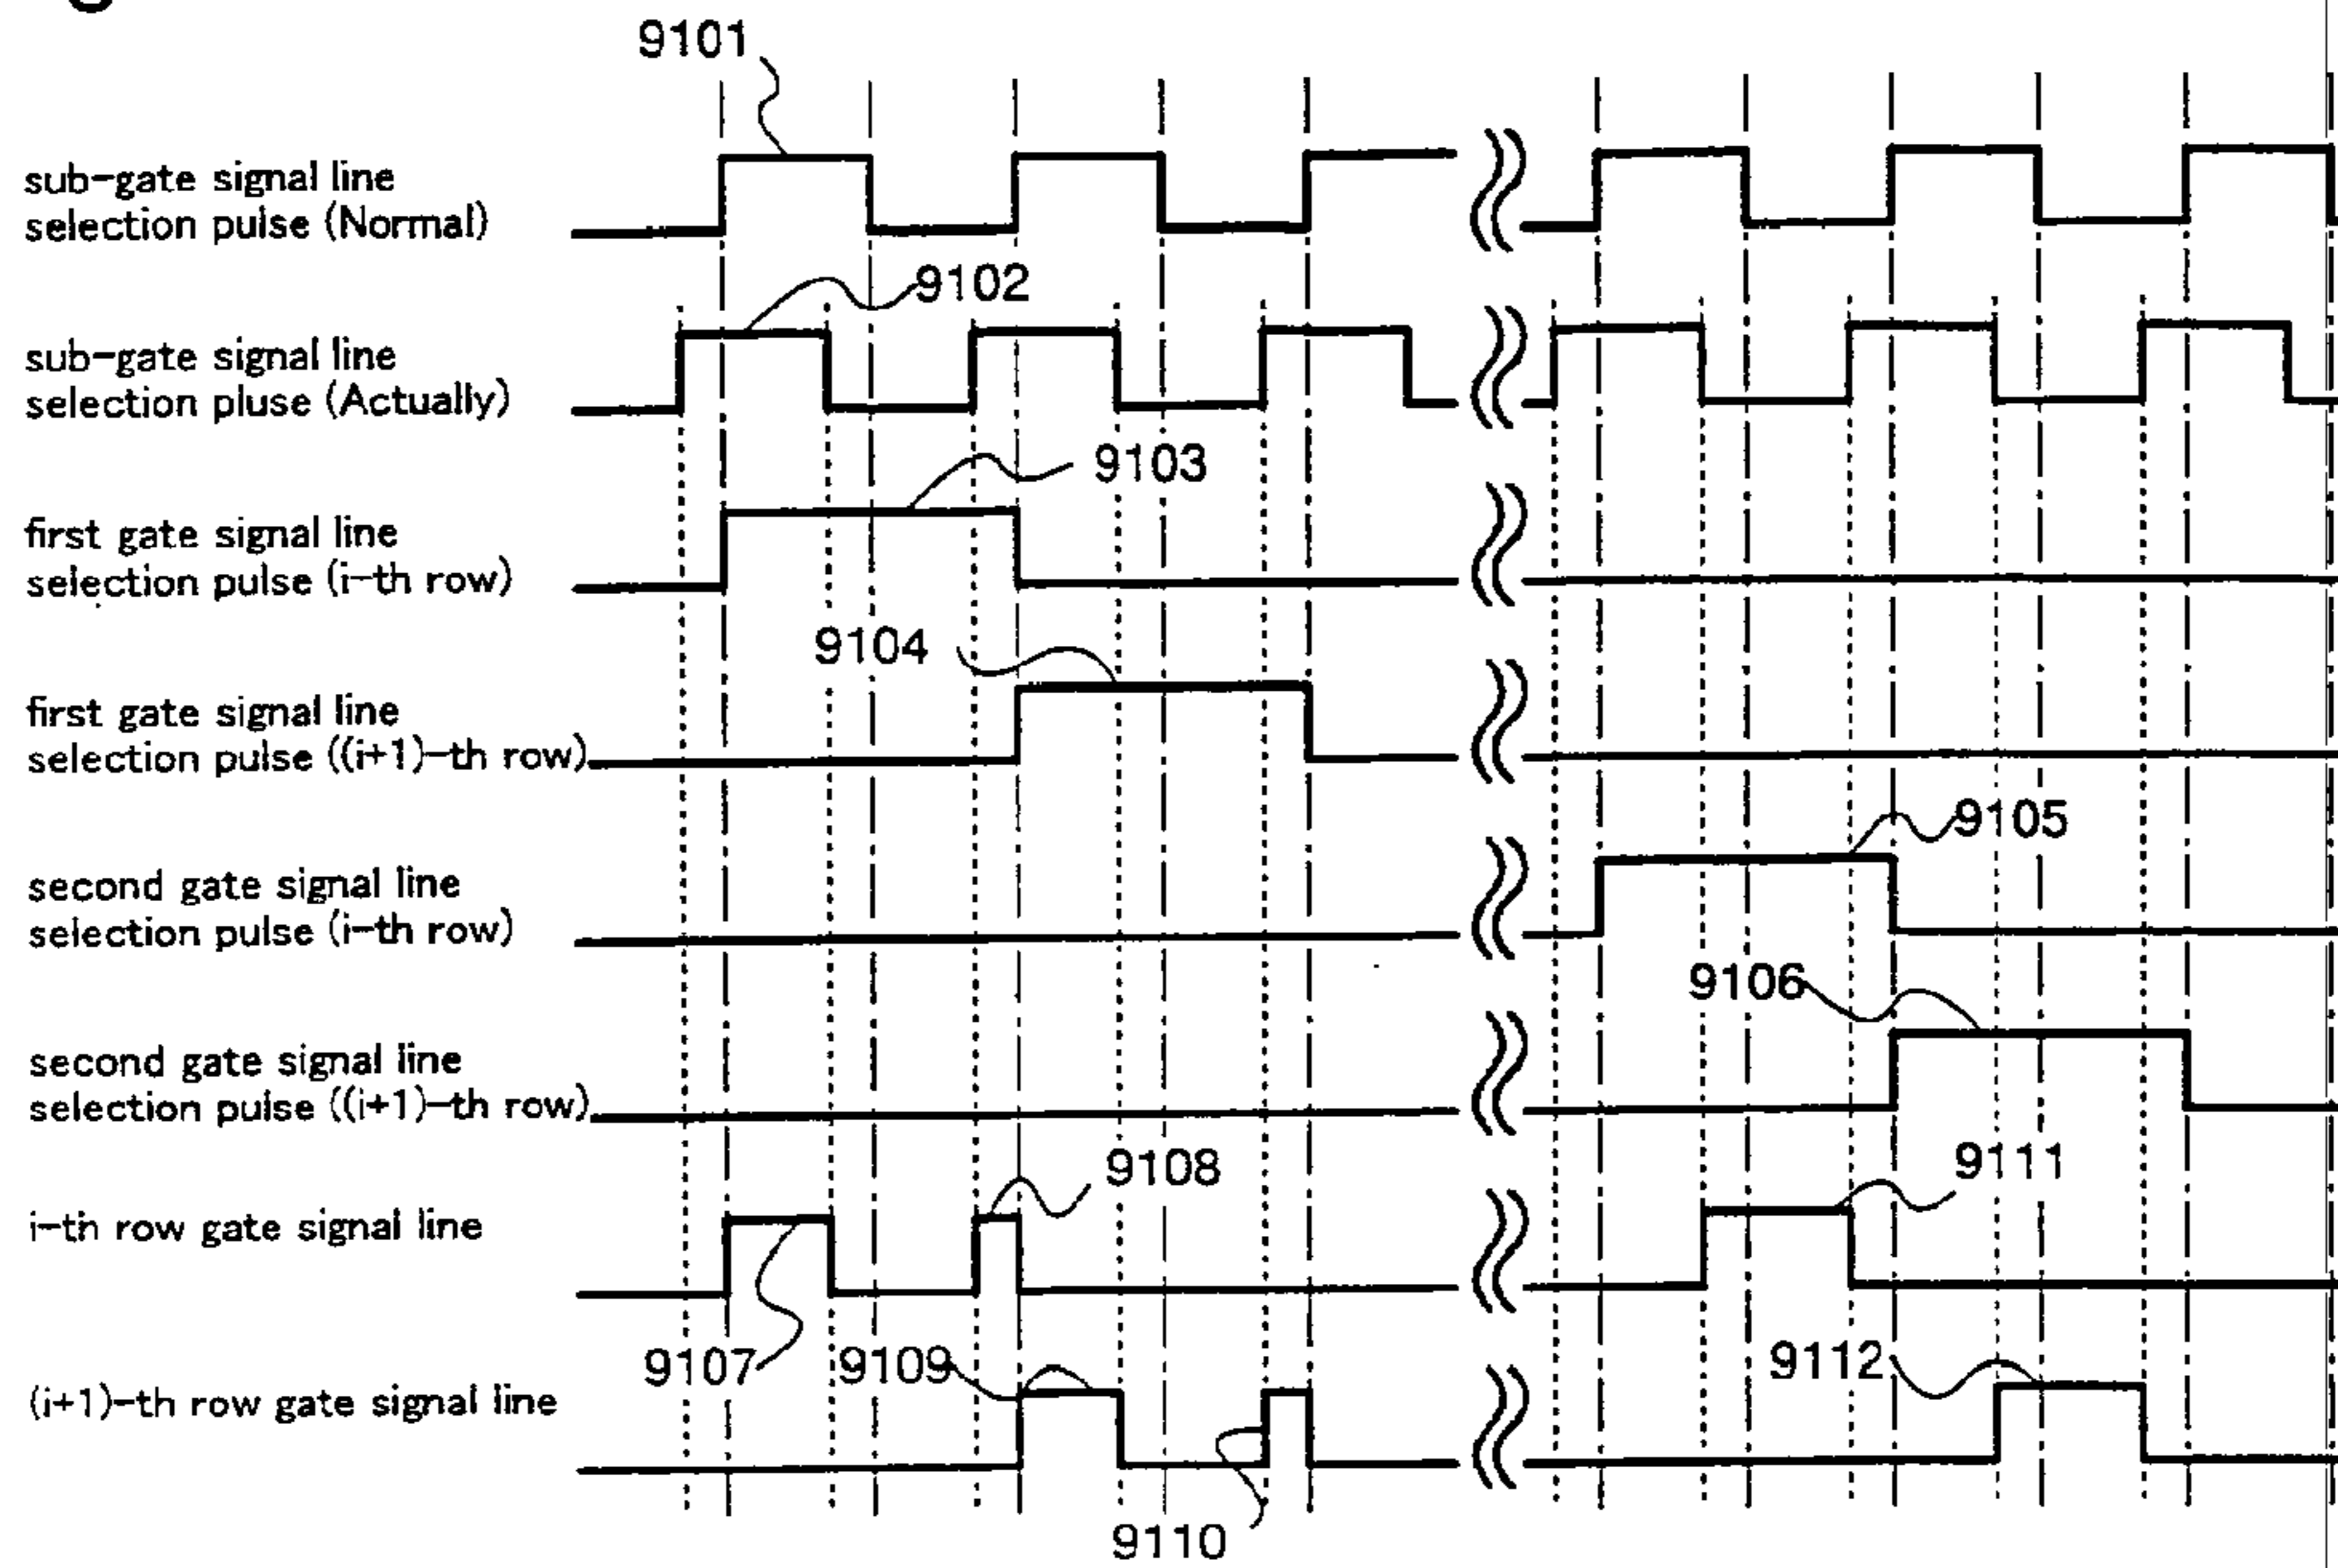 9101
sub-gate signal line
selection pulse (Normal)
9102
sub-gate signal line
selection pluse (Actually)
9103
first gate signal line
selection pulse (i-th row)
9104
first gate signal line
selection pulse ((i+1)-th row)
9105
second gate signal line
selection pulse (i-th row)
9106
second gate signal line
selection pulse ((i+1)-th row)
9108
9111
i-th row gate signal line
9107
9109
9112
(i+1)-th row gate signal line
9110